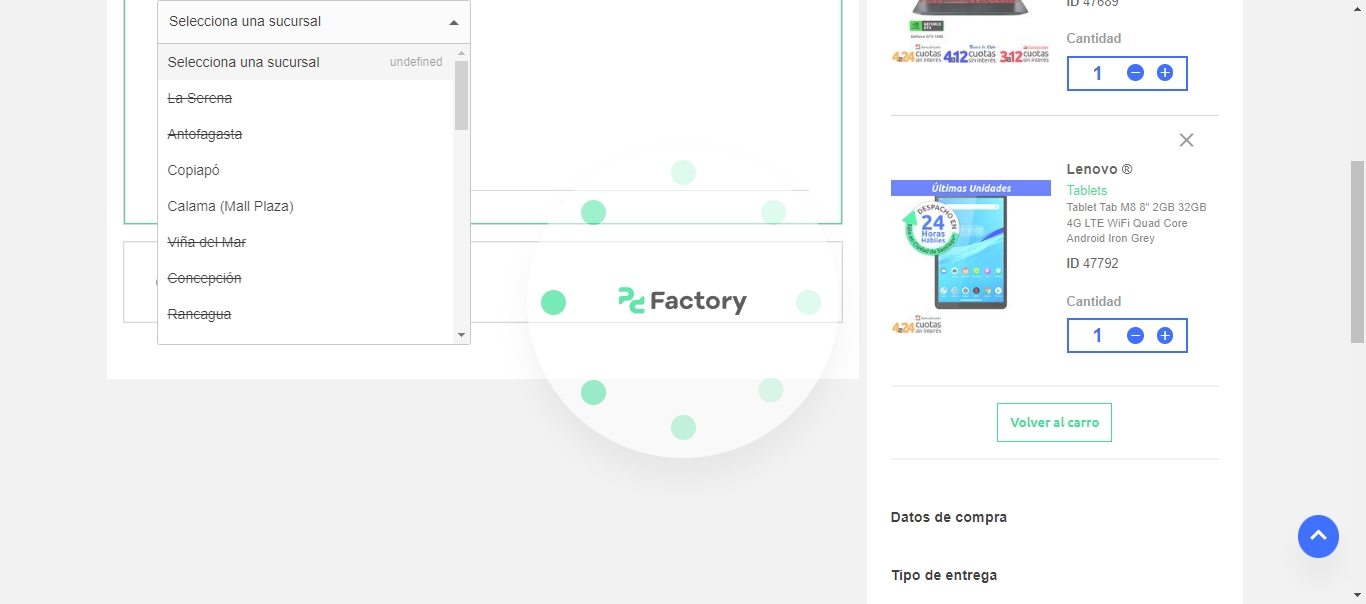 Selecciona una sucursal
Selecciona una sucursal undefined
La Serena
Antofagasta
Copiapó
Calama (Mall Plaza)
Viña del Mar
Concepción
Rancagua
Factory
ID 47689
GEFORCE
GTX
4a24 cuotas sin interés
4a12 cuotas sin interés
3a12 cuotas sin interés
Cantidad
1
Lenovo ®
Tablets
Tablet Tab M8 8" 2GB 32GB
4G LTE WiFi Quad Core
Android Iron Grey
ID 47792
Últimas Unidades
DESPACHO EN
24
Horas
Hábiles
4a24 cuotas sin interés
Cantidad
1
Volver al carro
Datos de compra
Tipo de entrega